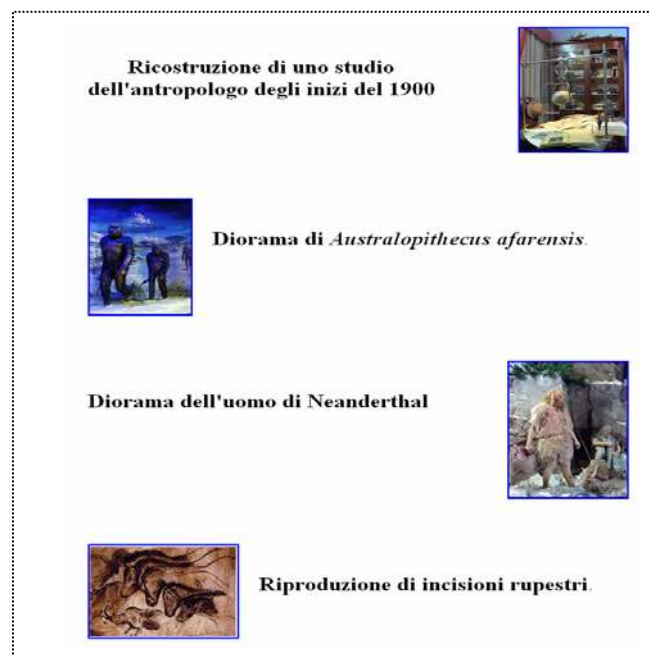 Ricostruzione di uno studio
dell'antropologo degli inizi del 1900
Diorama di Australopithecus afarensis.
Diorama dell'uomo di Neanderthal
Riproduzione di incisioni rupestri.